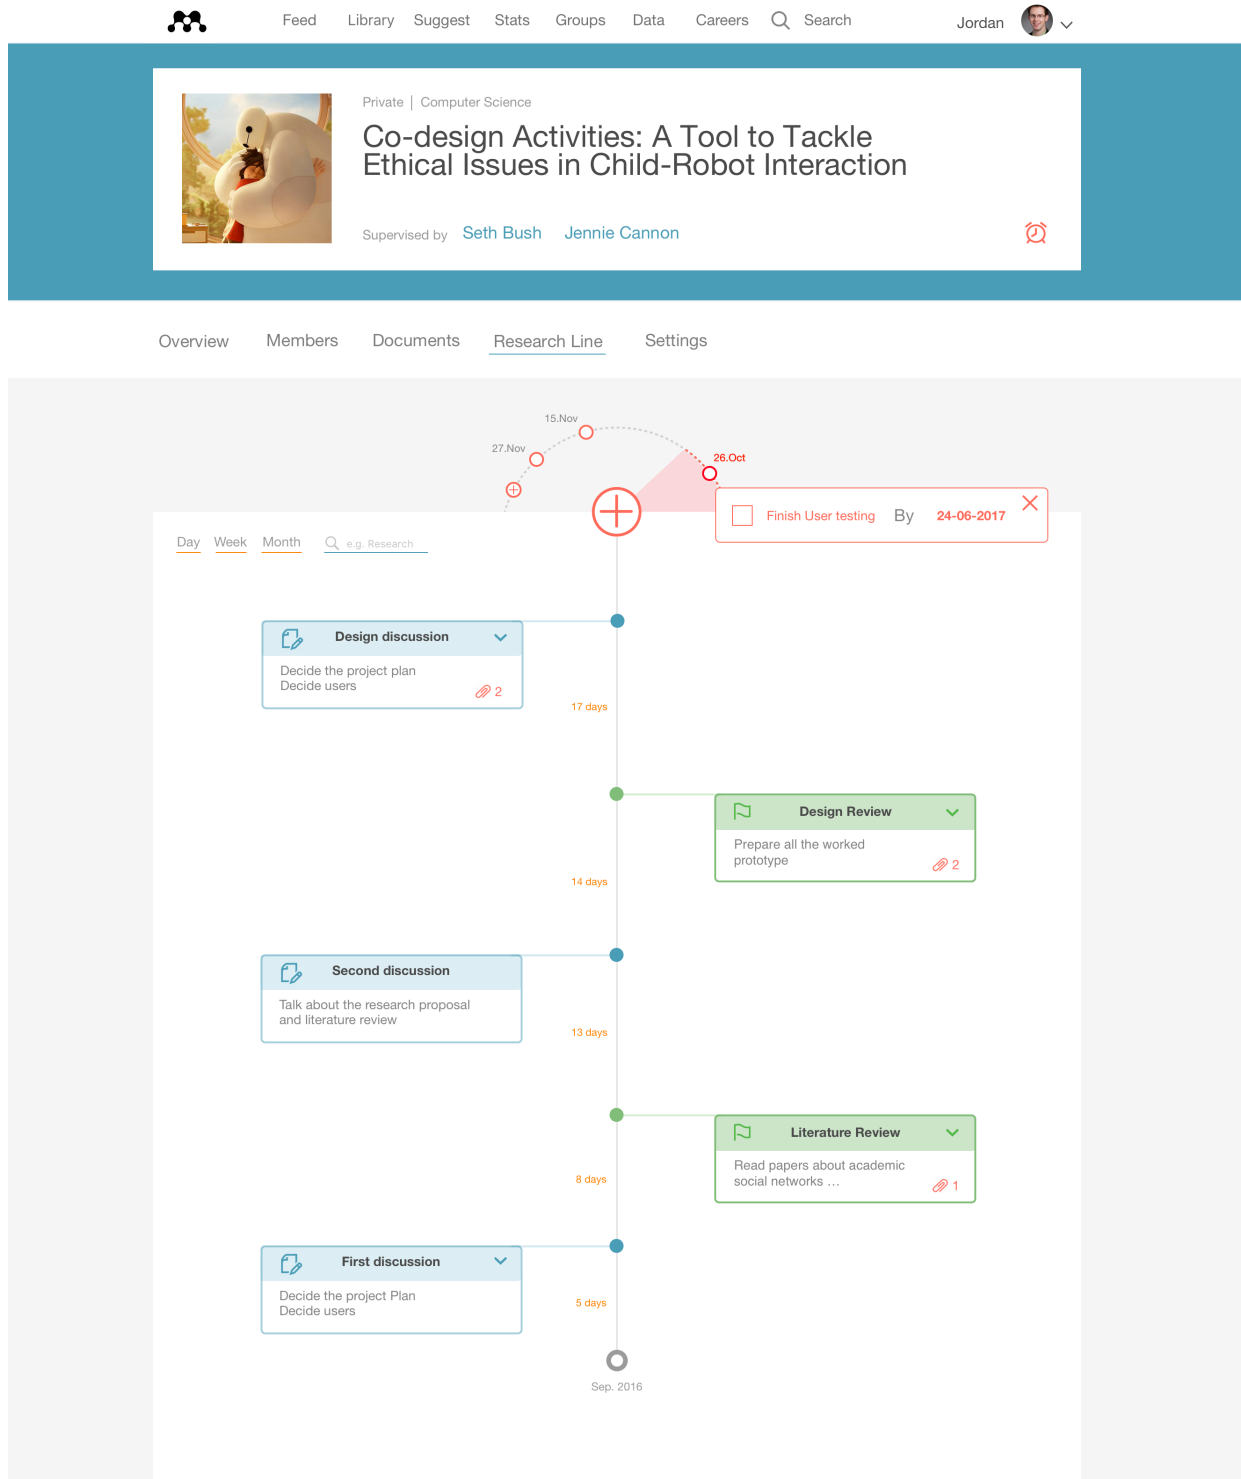 Feed Library Suggest Stats Groups Data Careers Search Jordan
Private | Computer Science
Co-design Activities: A Tool to Tackle
Ethical Issues in Child-Robot Interaction
Supervised by Seth Bush Jennie Cannon
Overview Members Documents Research Line Settings
15.Nov
27.Nov
26.Oct
Finish User testing By 24-06-2017
Day Week Month e.g. Research
Design discussion
Decide the project plan
Decide users
2
17 days
Design Review
Prepare all the worked
prototype
2
14 days
Second discussion
Talk about the research proposal
and literature review
13 days
Literature Review
Read papers about academic
social networks …
1
8 days
First discussion
Decide the project Plan
Decide users
5 days
Sep. 2016